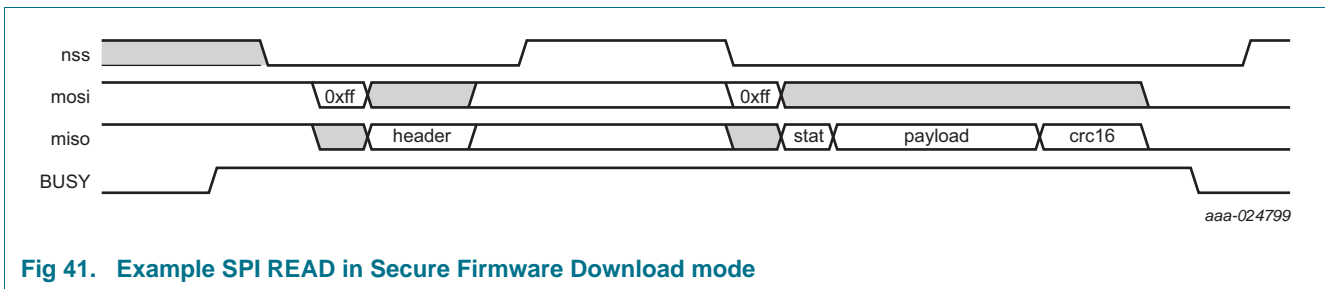 nss
mosi 0xff 0xff
miso header stat payload crc16
BUSY
aaa-024799
Fig 41. Example SPI READ in Secure Firmware Download mode